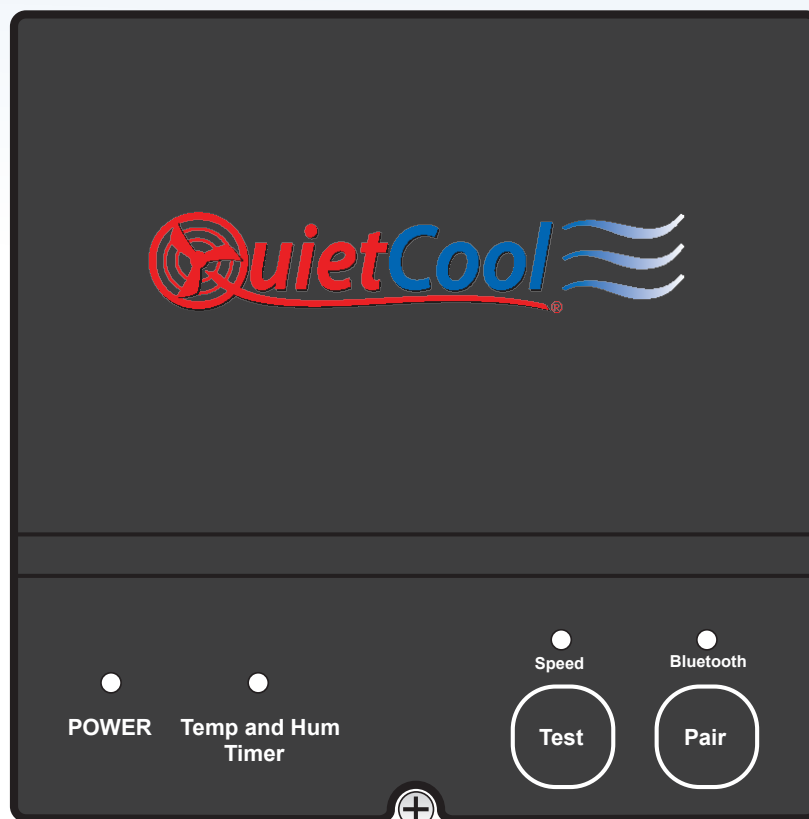 QuietCool®
Speed
Bluetooth
POWER
Temp and Hum
Timer
Test
Pair